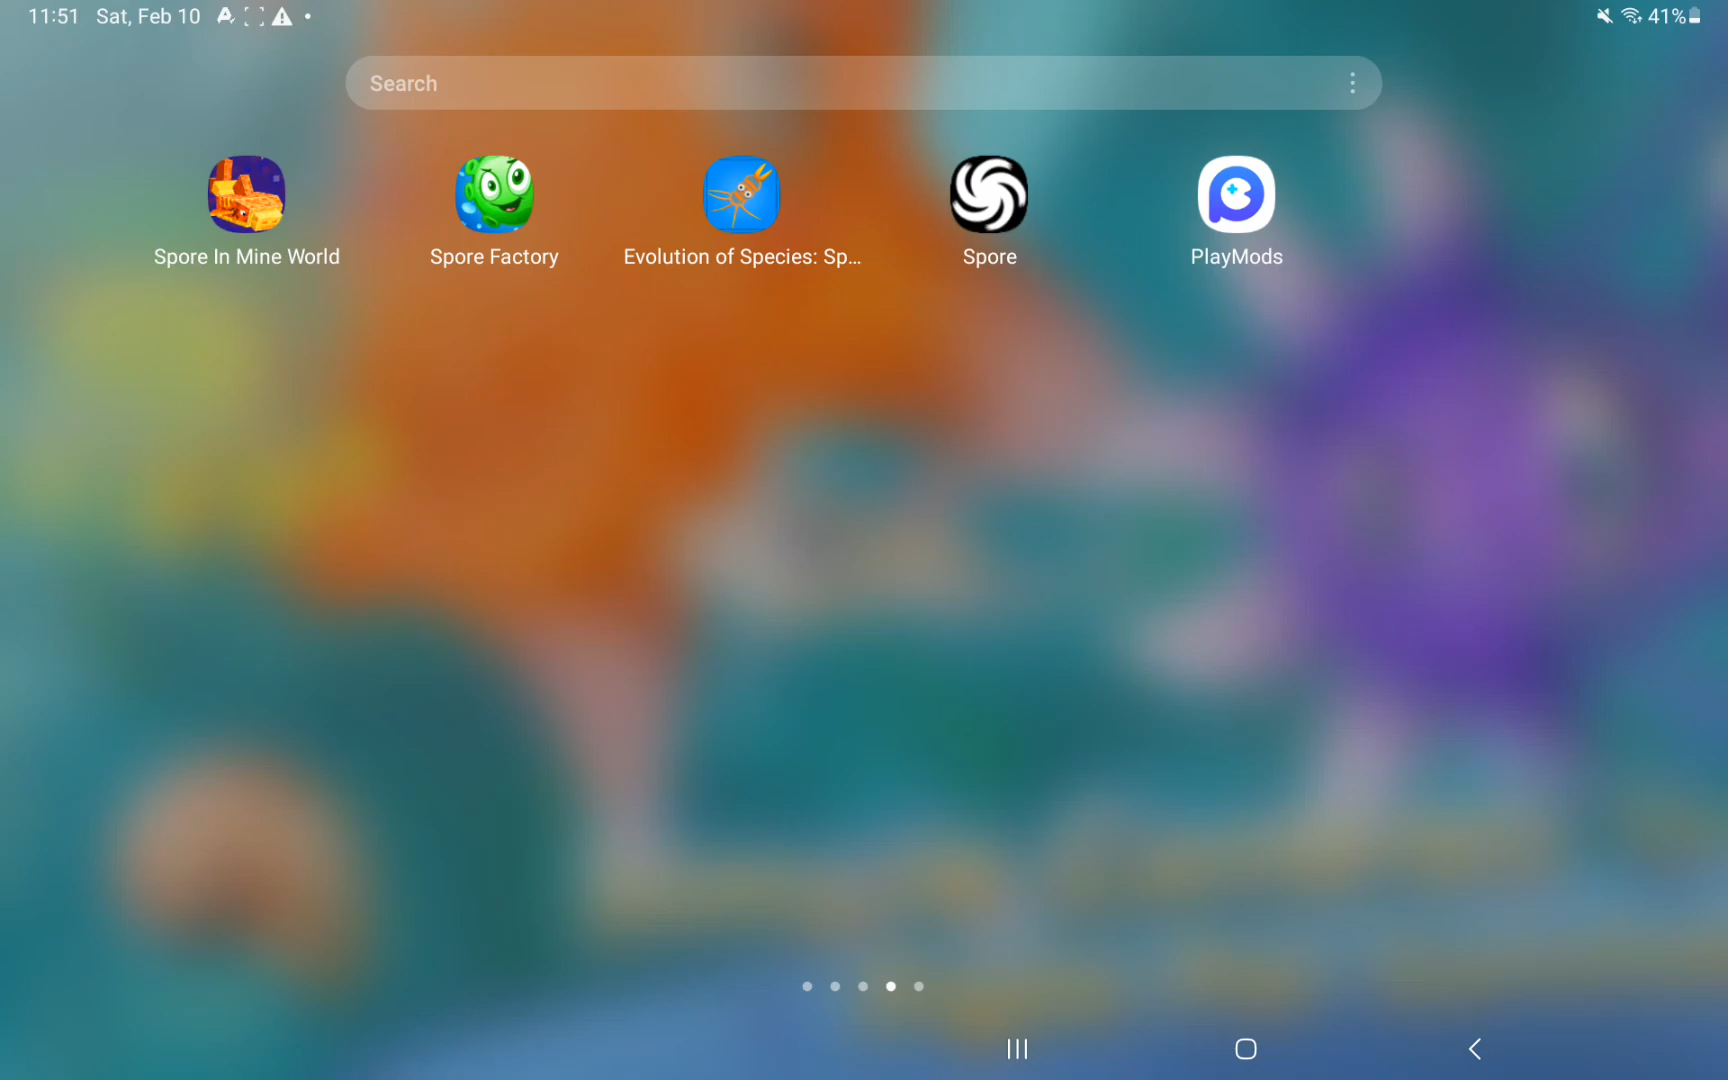 11:51 Sat, Feb 10 41%
Search
Spore In Mine World Spore Factory Evolution of Species: Sp... Spore PlayMods